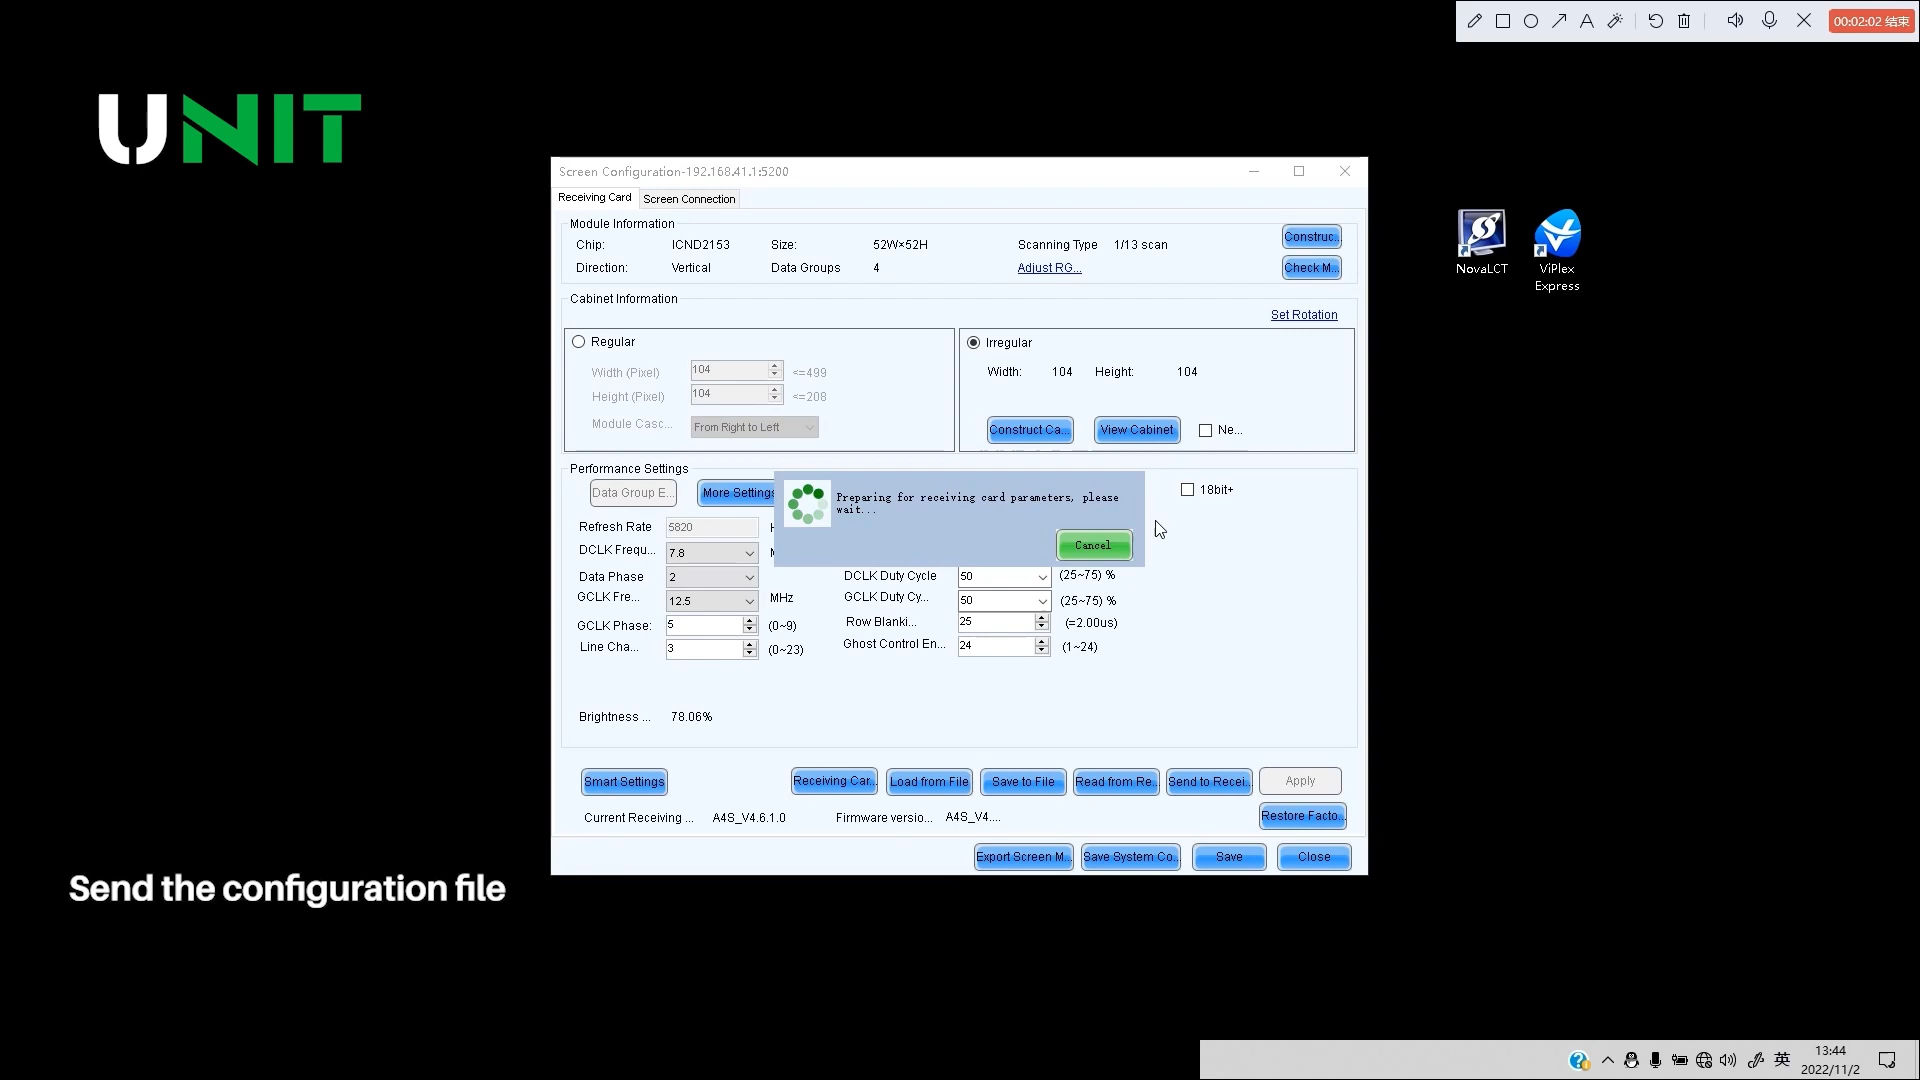 00:02:02 结束
UNIT
Screen Configuration-192.168.41.1:5200
Receiving Card
Screen Connection
Module Information
Chip: ICND2153 Size: 52W×52H Scanning Type 1/13 scan
Construc...
Direction: Vertical Data Groups 4 Adjust RG...
Check M...
NovaLCT
ViPlex
Express
Cabinet Information
Set Rotation
Regular
Width (Pixel) 104 <=499
Height (Pixel) 104 <=208
Module Casc... From Right to Left
Irregular
Width: 104 Height: 104
Construct Ca...
View Cabinet
Ne...
Performance Settings
Data Group E...
More Settings
Preparing for receiving card parameters, please
wait...
Cancel
18bit+
Refresh Rate 5820
DCLK Frequ... 7.8
Data Phase 2
DCLK Duty Cycle 50 (25~75) %
GCLK Fre... 12.5 MHz
GCLK Duty Cy... 50 (25~75) %
GCLK Phase: 5 (0~9)
Row Blanki... 25 (=2.00us)
Line Cha... 3 (0~23)
Ghost Control En... 24 (1~24)
Brightness ... 78.06%
Smart Settings
Receiving Car...
Load from File
Save to File
Read from Re...
Send to Recei...
Apply
Current Receiving ... A4S_V4.6.1.0 Firmware versio... A4S_V4....
Restore Facto...
Export Screen M...
Save System Co...
Save
Close
Send the configuration file
英
13:44
2022/11/2